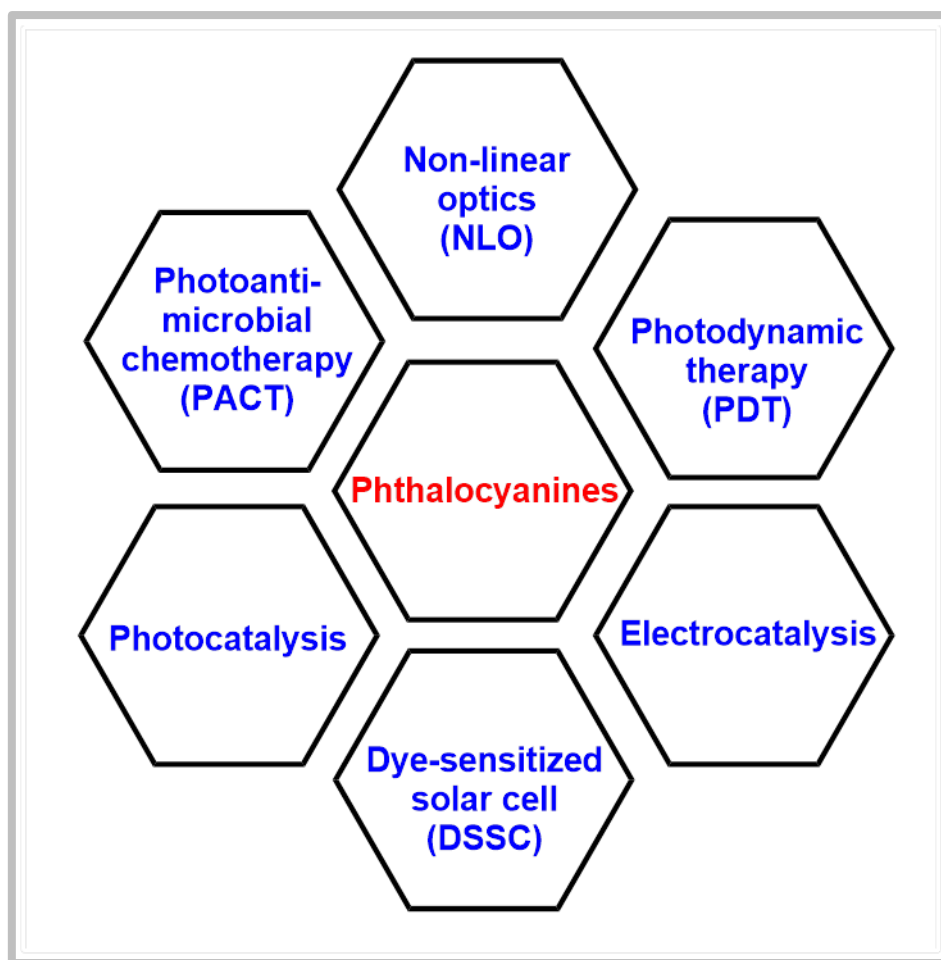 Non-linear
optics
(NLO)
Photoanti-
microbial
chemotherapy
(PACT)
Photodynamic
therapy
(PDT)
Phthalocyanines
Photocatalysis
Electrocatalysis
Dye-sensitized
solar cell
(DSSC)